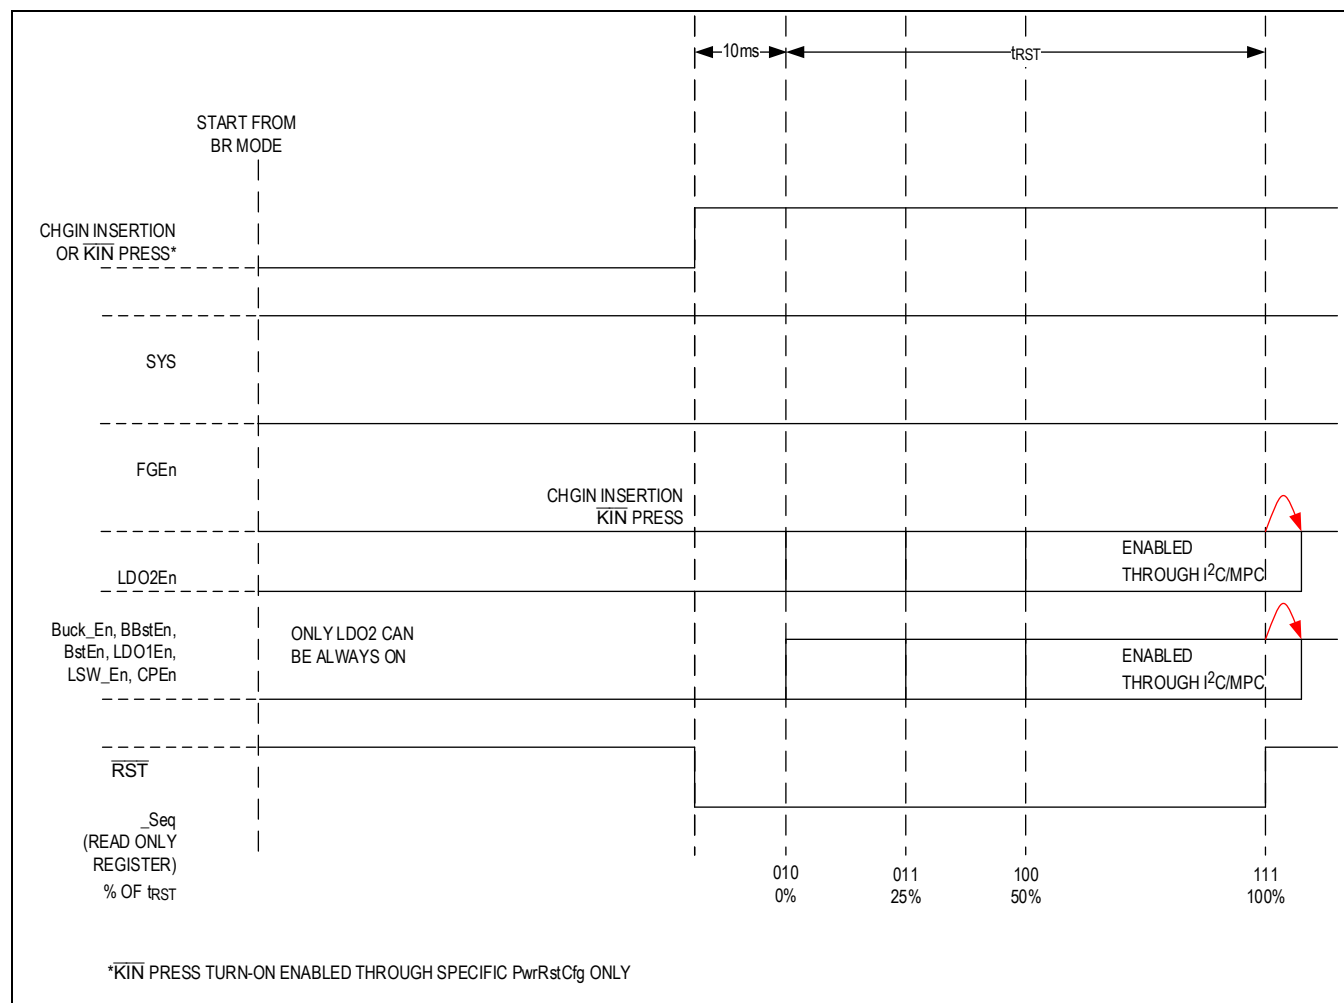 10ms
tRST
START FROM
BR MODE
CHGIN INSERTION
OR KIN PRESS*
SYS
FGEn
CHGIN INSERTION
KIN PRESS
LDO2En
ENABLED
THROUGH I²C/MPC
Buck_En, BBstEn,
BstEn, LDO1En,
LSW_En, CPEn
ONLY LDO2 CAN
BE ALWAYS ON
ENABLED
THROUGH I²C/MPC
RST
_Seq
(READ ONLY
REGISTER)
% OF tRST
010
0%
011
25%
100
50%
111
100%
*KIN PRESS TURN-ON ENABLED THROUGH SPECIFIC PwrRstCfg ONLY